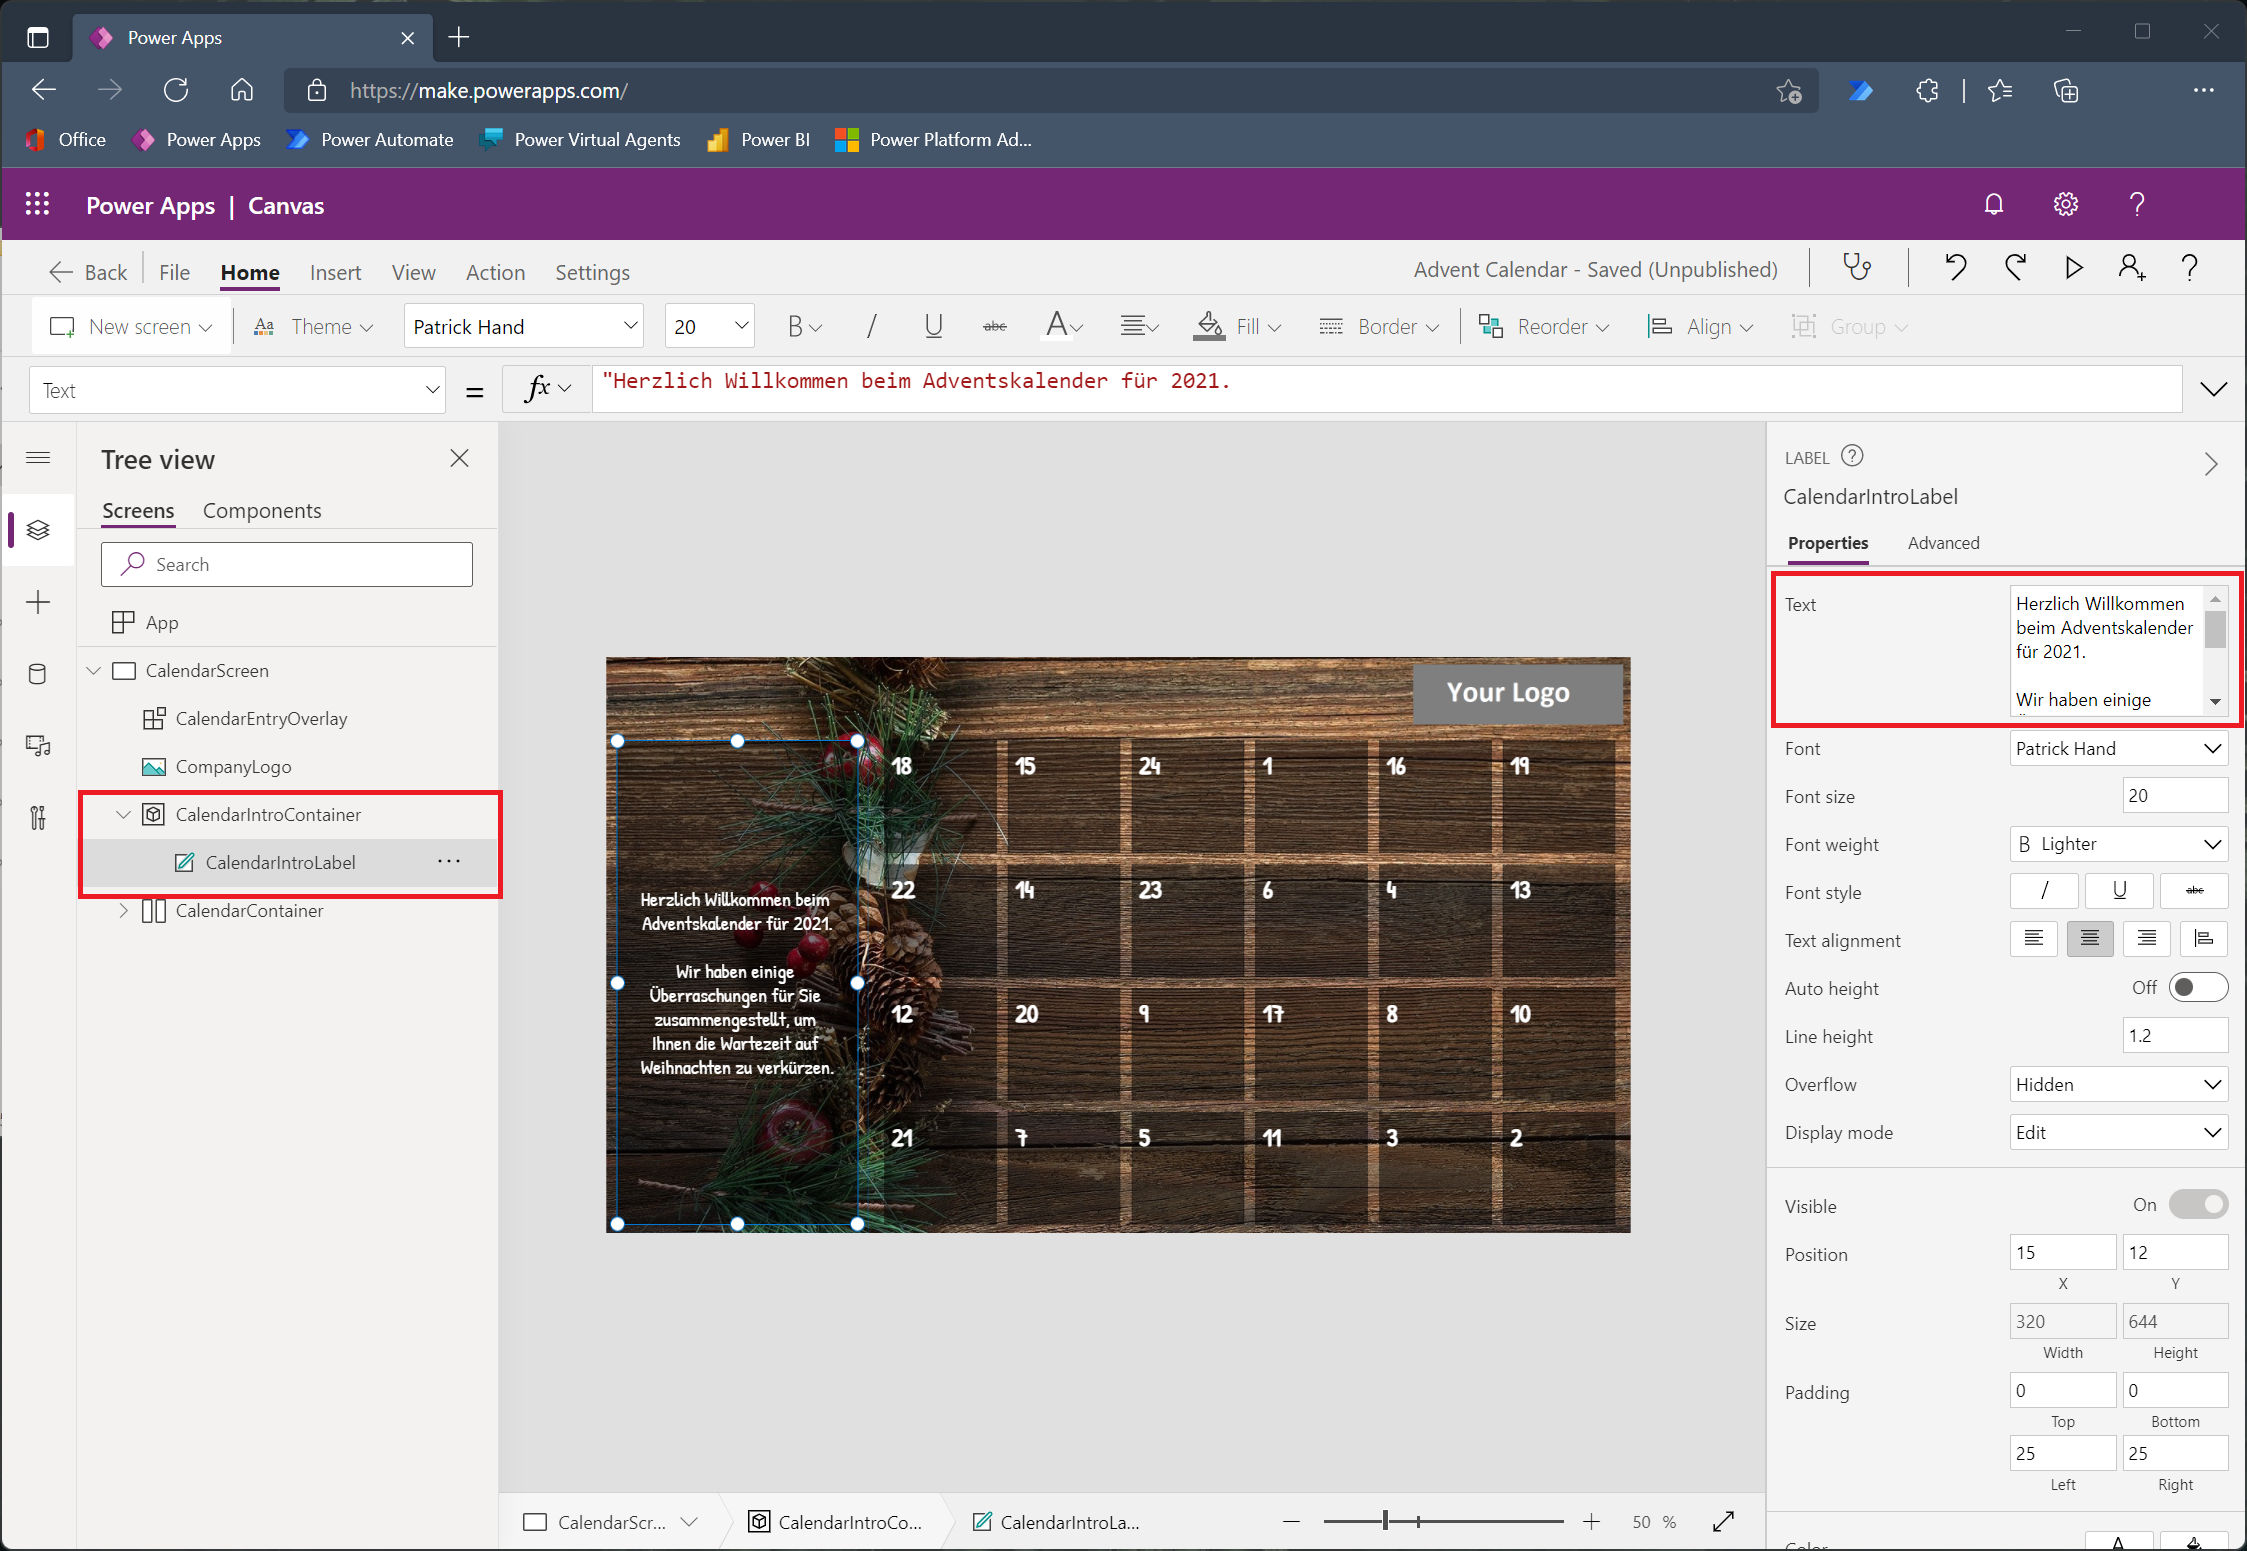 Power Apps
https://make.powerapps.com/
Office
Power Apps
Power Automate
Power Virtual Agents
Power BI
Power Platform Ad...
Power Apps | Canvas
Back
File
Home
Insert
View
Action
Settings
Advent Calendar - Saved (Unpublished)
New screen
Theme
Patrick Hand
20
B
/
U
abc
A
Fill
Border
Reorder
Align
Group
Text
=
fx
"Herzlich Willkommen beim Adventskalender für 2021.
Tree view
Screens
Components
Search
App
CalendarScreen
CalendarEntryOverlay
CompanyLogo
CalendarIntroContainer
CalendarIntroLabel
CalendarContainer
Your Logo
18 15 24 1 16 19
22 14 23 6 4 13
12 20 9 17 8 10
21 7 5 11 3 2
Herzlich Willkommen beim
Adventskalender für 2021.
Wir haben einige
Überraschungen für Sie
zusammengestellt, um
Ihnen die Wartezeit auf
Weihnachten zu verkürzen.
CalendarScr...
CalendarIntroCo...
CalendarIntroLa...
50 %
LABEL
CalendarIntroLabel
Properties
Advanced
Text
Herzlich Willkommen
beim Adventskalender
für 2021.
Wir haben einige
Font
Patrick Hand
Font size
20
Font weight
B Lighter
Font style
/ U abc
Text alignment
Auto height
Off
Line height
1.2
Overflow
Hidden
Display mode
Edit
Visible
On
Position
15 12
X Y
Size
320 644
Width Height
Padding
0 0
Top Bottom
25 25
Left Right
Color
A